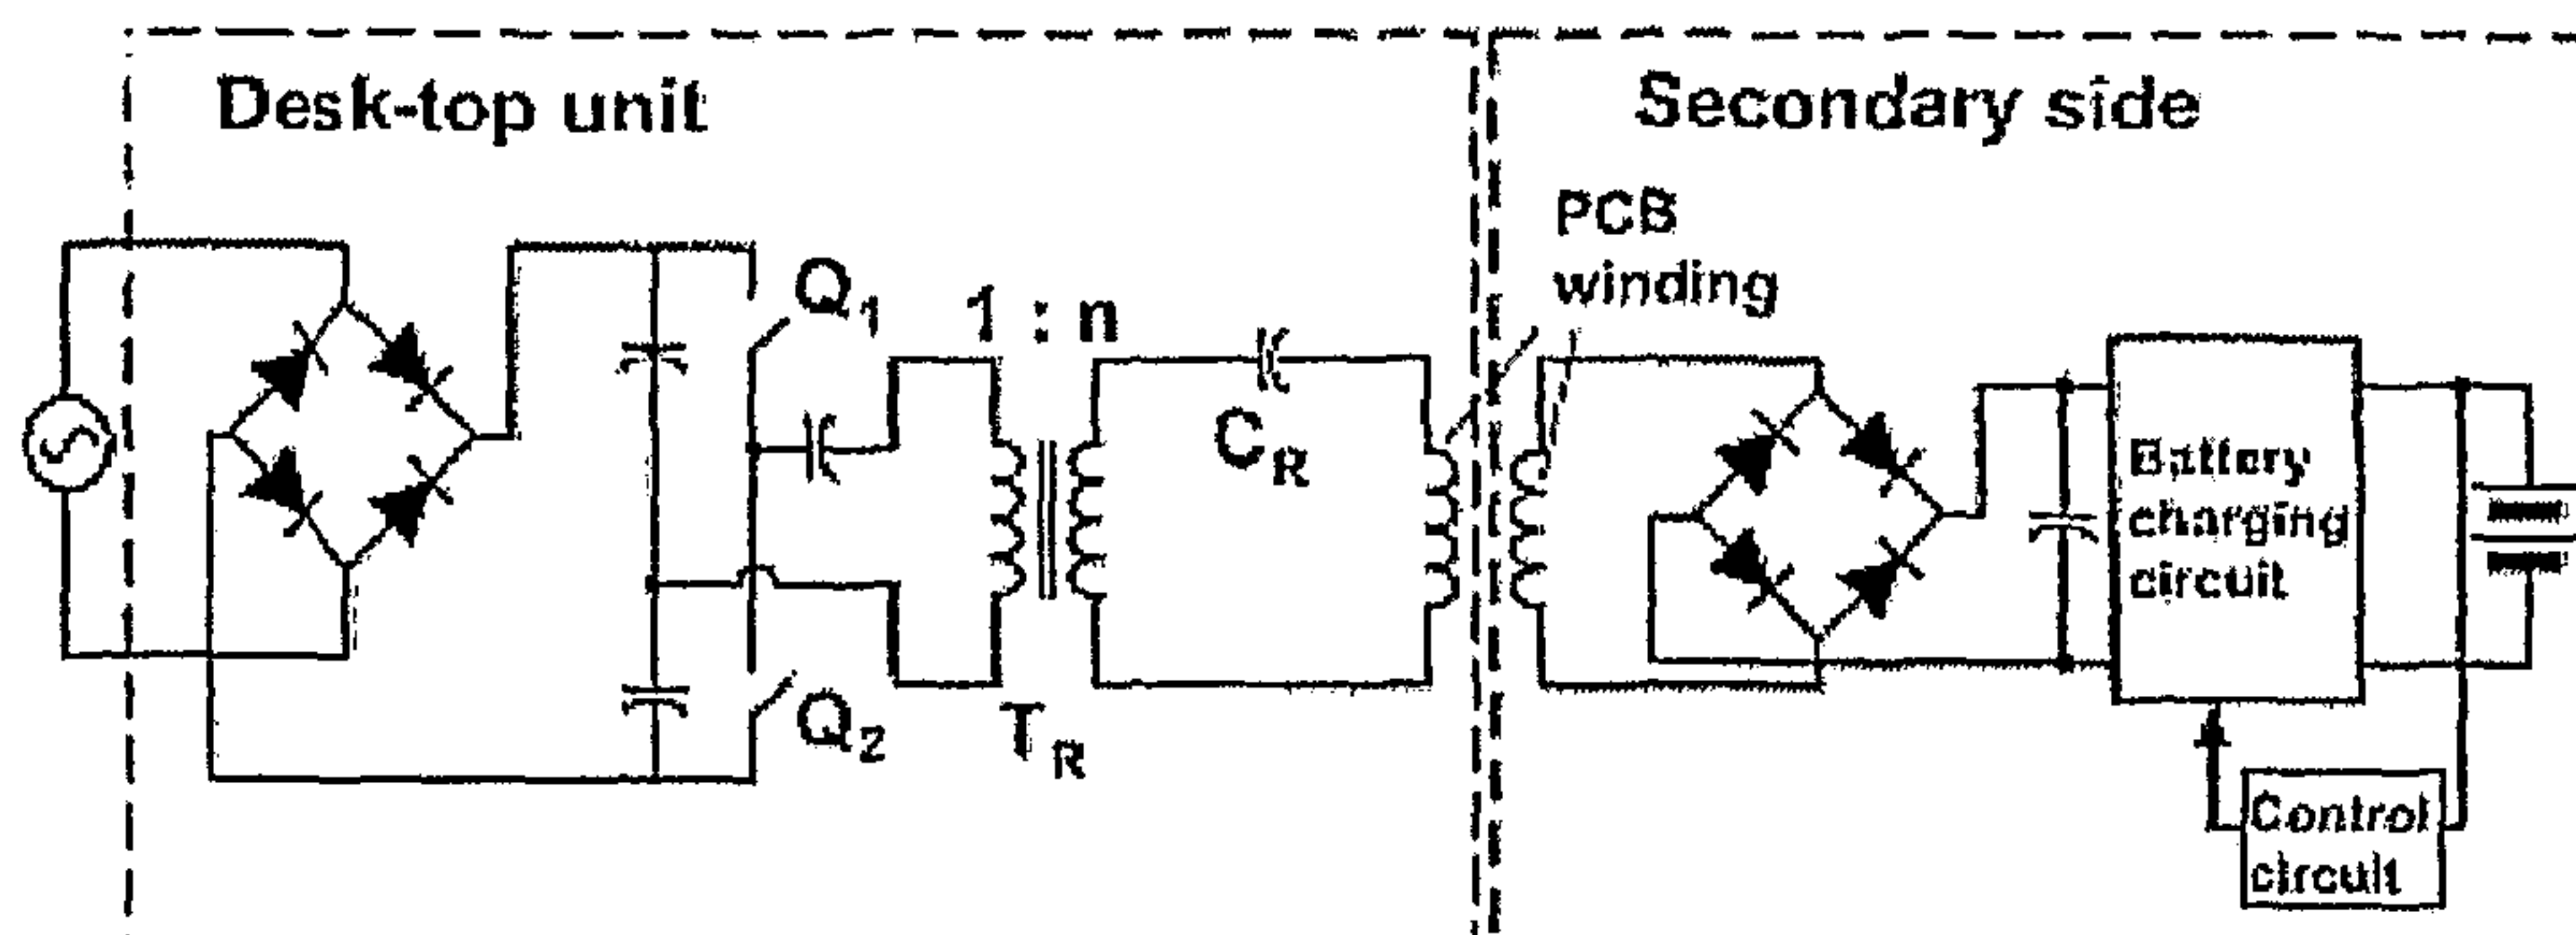 Desk-top unit
Secondary side
PCB
winding
Q1
1 : n
CR
Q2
TR
Battery
charging
circuit
Control
circuit